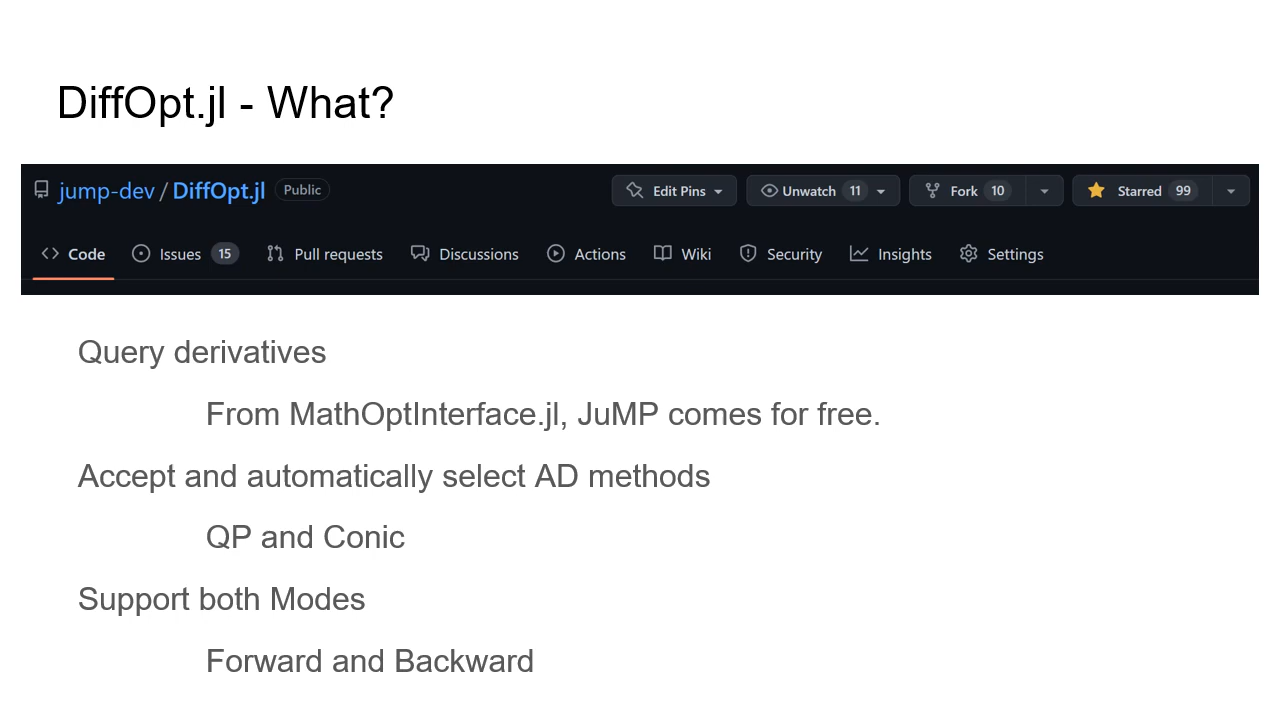 DiffOpt.jl - What?
jump-dev / DiffOpt.jl Public Edit Pins Unwatch 11 Fork 10 Starred 99
Code Issues 15 Pull requests Discussions Actions Wiki Security Insights Settings
Query derivatives
From MathOptInterface.jl, JuMP comes for free.
Accept and automatically select AD methods
QP and Conic
Support both Modes
Forward and Backward